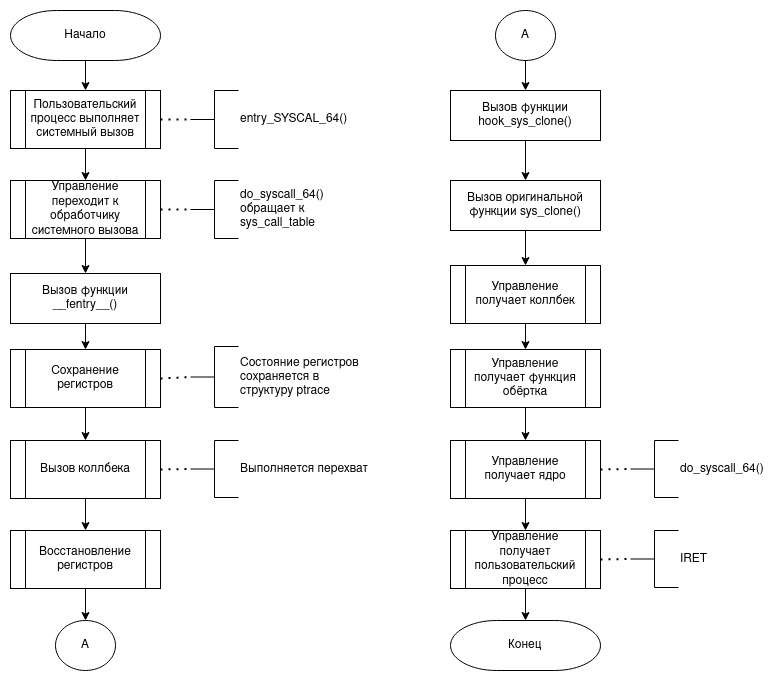 Начало
Пользовательский
процесс выполняет
системный вызов
entry_SYSCAL_64()
Управление
переходит к
обработчику
системного вызова
do_syscall_64()
обращает к
sys_call_table
Вызов функции
__fentry__()
Сохранение
регистров
Состояние регистров
сохраняется в
структуру ptrace
Вызов коллбека
Выполняется перехват
Восстановление
регистров
А
А
Вызов функции
hook_sys_clone()
Вызов оригинальной
функции sys_clone()
Управление
получает коллбек
Управление
получает функция
обёртка
Управление
получает ядро
do_syscall_64()
Управление
получает
пользовательский
процесс
IRET
Конец